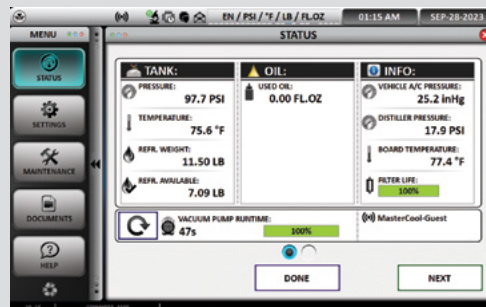 EN / PSI / °F / LB / FL.OZ
01:15 AM
SEP-28-2023
MENU
STATUS
STATUS
SETTINGS
MAINTENANCE
DOCUMENTS
HELP
TANK:
PRESSURE:
97.7 PSI
TEMPERATURE:
75.6 °F
REFR. WEIGHT:
11.50 LB
REFR. AVAILABLE:
7.09 LB
OIL:
USED OIL:
0.00 FL.OZ
INFO:
VEHICLE A/C PRESSURE:
25.2 inHg
DISTILLER PRESSURE:
17.9 PSI
BOARD TEMPERATURE:
77.4 °F
FILTER LIFE:
100%
VACUUM PUMP RUNTIME:
47s
100%
MasterCool-Guest
DONE
NEXT